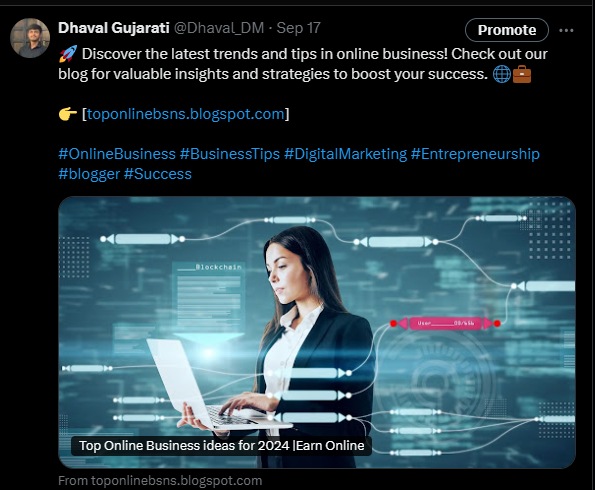 Dhaval Gujarati @Dhaval_DM · Sep 17
Promote
🚀 Discover the latest trends and tips in online business! Check out our
blog for valuable insights and strategies to boost your success. 🌐💼
👉 [toponlinebsns.blogspot.com]
#OnlineBusiness #BusinessTips #DigitalMarketing #Entrepreneurship
#blogger #Success
Blockchain
Top Online Business ideas for 2024 |Earn Online
From toponlinebsns.blogspot.com